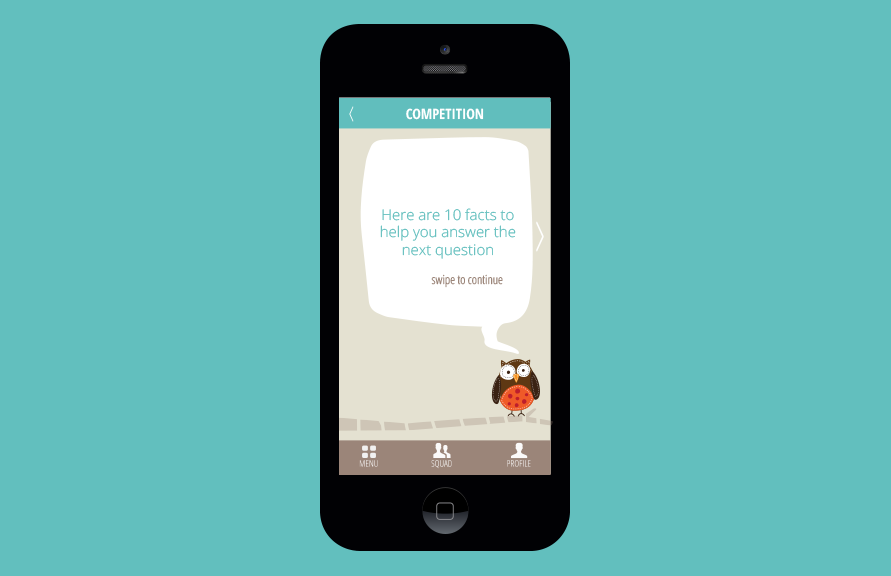 COMPETITION
Here are 10 facts to
help you answer the
next question
swipe to continue
MENU
SQUAD
PROFILE